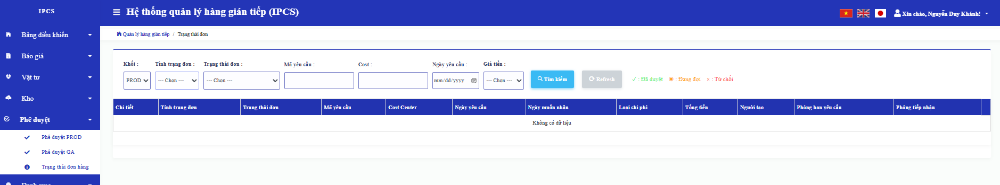 IPCS
Hệ thống quản lý hàng gián tiếp (IPCS)
Xin chào, Nguyễn Duy Khánh!
Bảng điều khiển
Báo giá
Vật tư
Kho
Phê duyệt
Phê duyệt PROD
Phê duyệt GA
Trạng thái đơn hàng
Quản lý hàng gián tiếp / Trạng thái đơn
Khối : Tình trạng đơn : Trạng thái đơn : Mã yêu cầu : Cost : Ngày yêu cầu : Giá tiền :
PROD --- Chọn --- --- Chọn --- mm/dd/yyyy --- Chọn --- Tìm kiếm Refresh ✓ : Đã duyệt ◉ : Đang đợi × : Từ chối
Chi tiết Tình trạng đơn Trạng thái đơn Mã yêu cầu Cost Center Ngày yêu cầu Ngày muốn nhận Loại chi phí Tổng tiền Người tạo Phòng ban yêu cầu Phòng tiếp nhận
Không có dữ liệu